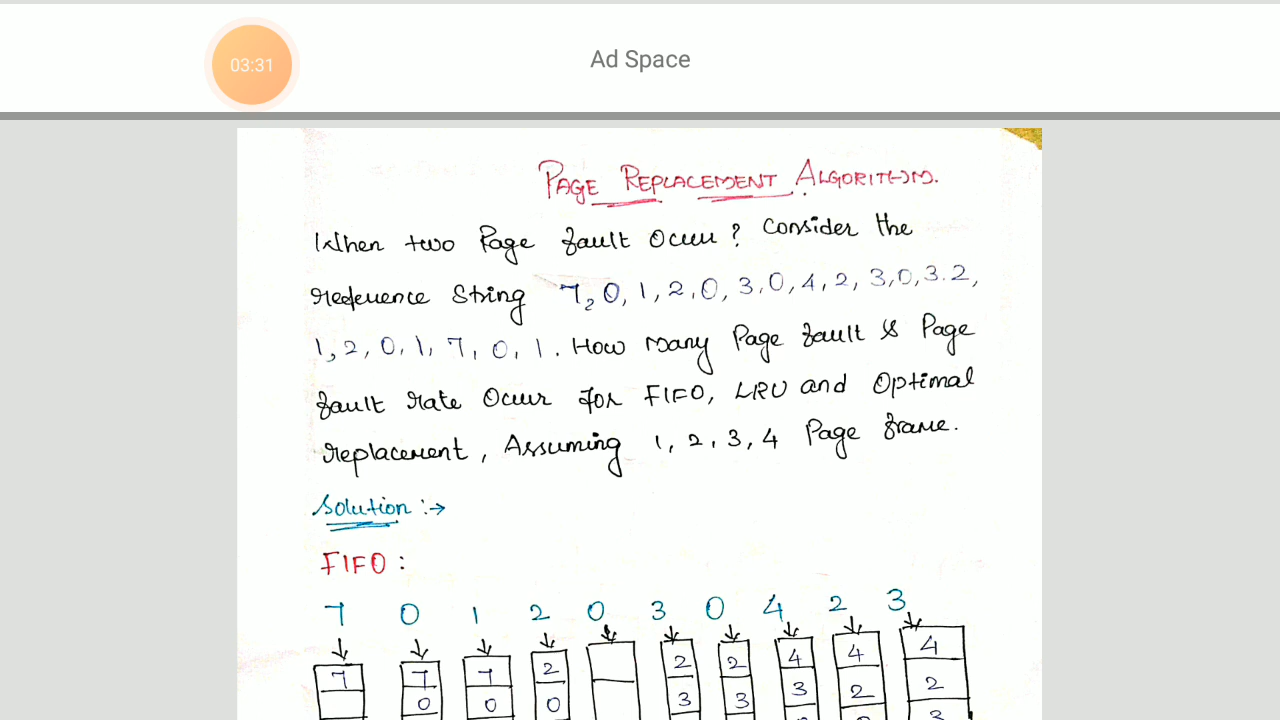 03:31
Ad Space
PAGE REPLACEMENT ALGORITHM.
When two Page fault Occur ? Consider the
reference String 7, 0, 1, 2, 0, 3, 0, 4, 2, 3, 0, 3. 2,
1, 2, 0, 1, 7, 0, 1. How many Page fault & Page
fault rate Occur for FIFO, LRU and Optimal
replacement, Assuming 1, 2, 3, 4 Page frame.
Solution :→
FIFO :
7 0 1 2 0 3 0 4 2 3
7 7 7 2 2 2 4 4 4
0 0 0 3 3 3 2 2
3